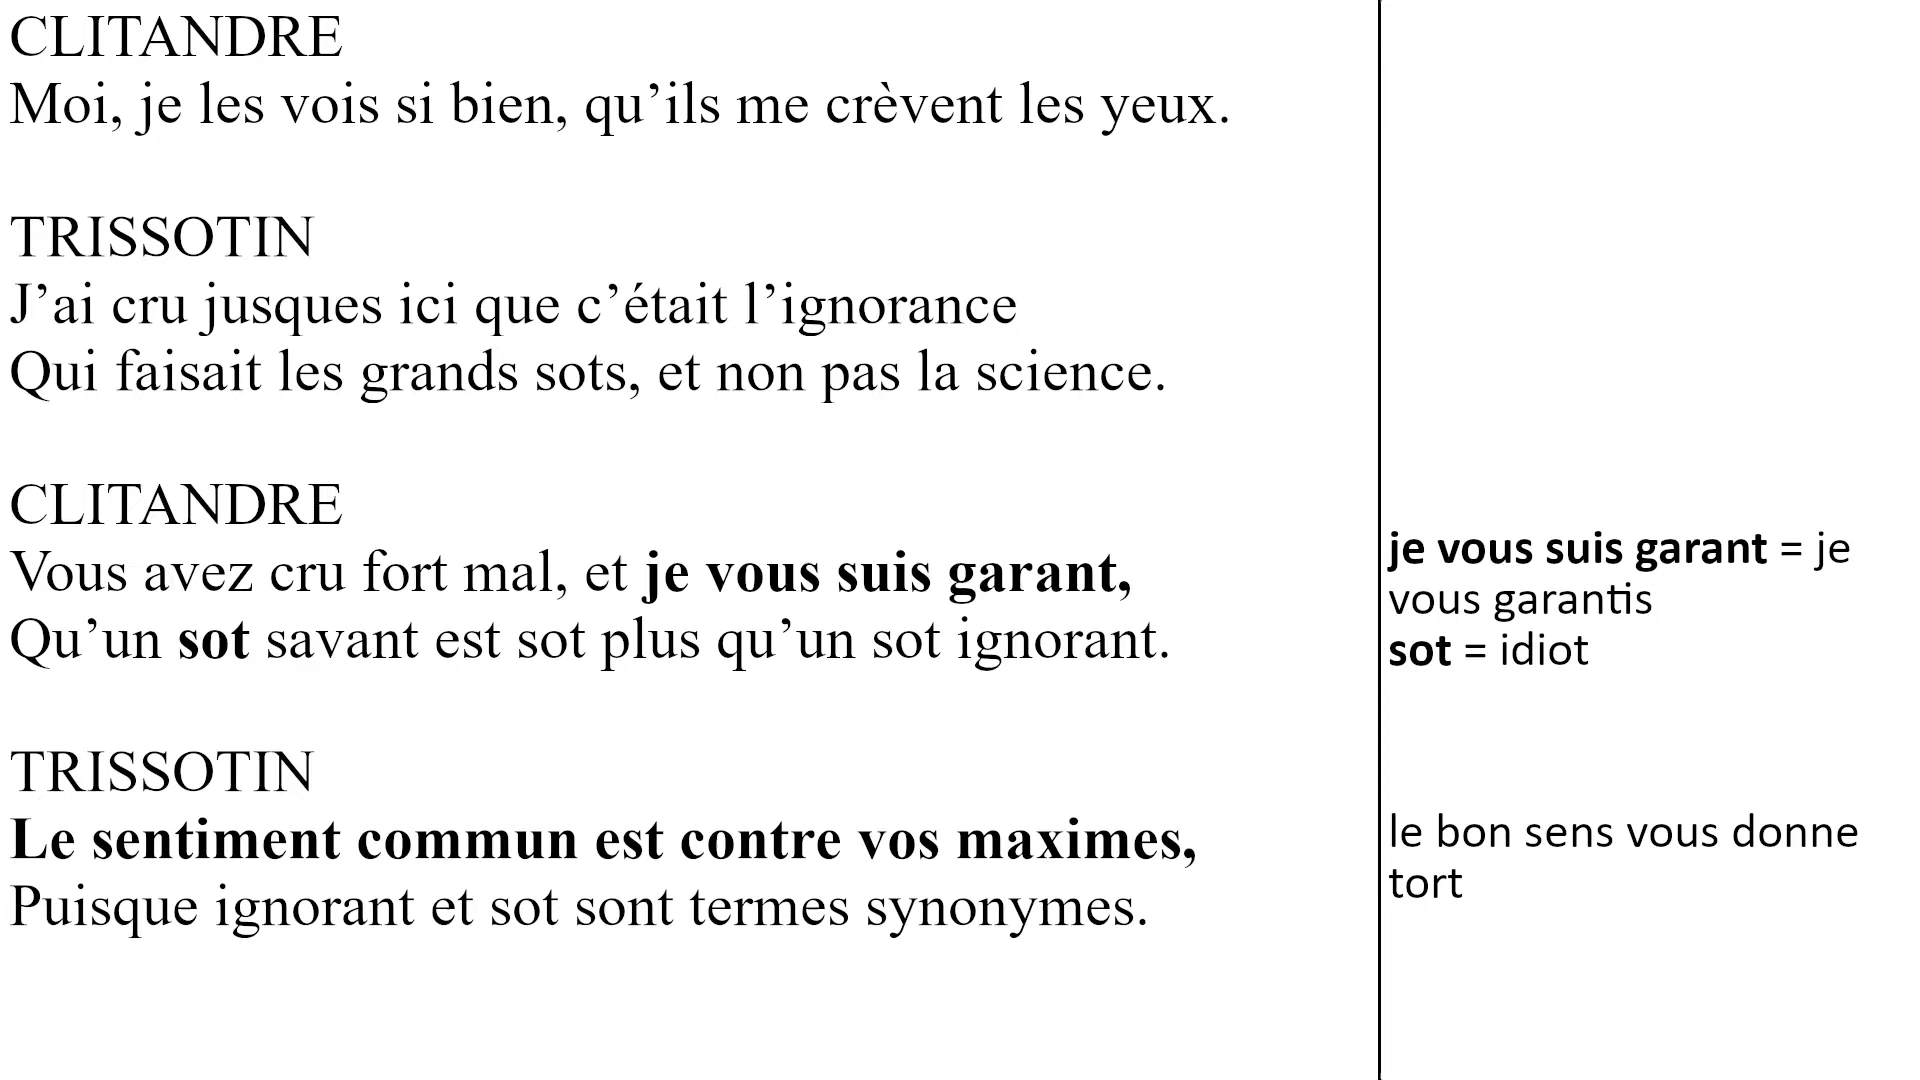 CLITANDRE
Moi, je les vois si bien, qu’ils me crèvent les yeux.
TRISSOTIN
J’ai cru jusques ici que c’était l’ignorance
Qui faisait les grands sots, et non pas la science.
CLITANDRE
Vous avez cru fort mal, et je vous suis garant,
Qu’un sot savant est sot plus qu’un sot ignorant.
TRISSOTIN
Le sentiment commun est contre vos maximes,
Puisque ignorant et sot sont termes synonymes.
je vous suis garant = je
vous garantis
sot = idiot
le bon sens vous donne
tort